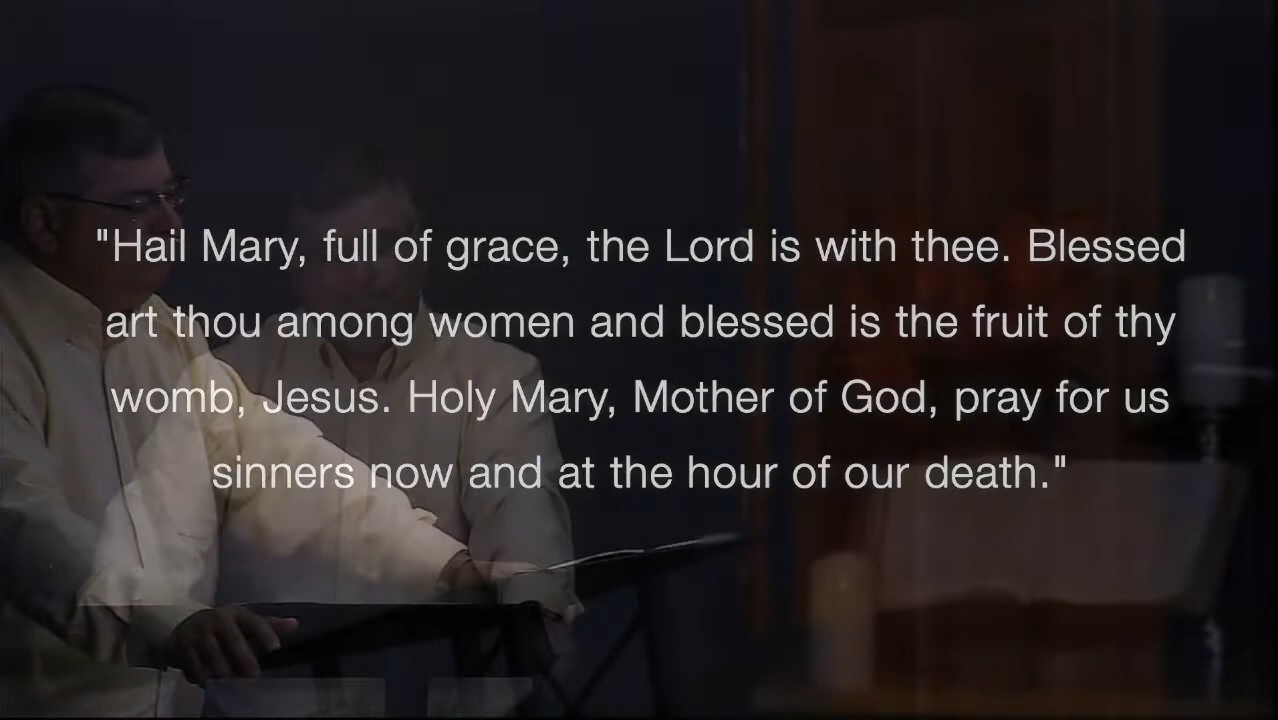 "Hail Mary, full of grace, the Lord is with thee. Blessed
art thou among women and blessed is the fruit of thy
womb, Jesus. Holy Mary, Mother of God, pray for us
sinners now and at the hour of our death."